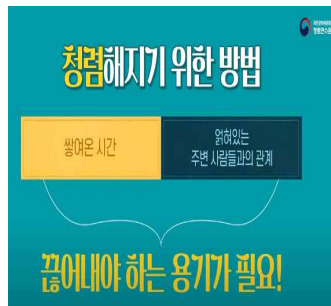 청렴해지기 위한 방법
쌓여온 시간
얽혀있는
주변 사람들과의 관계
끊어내야 하는 용기가 필요!